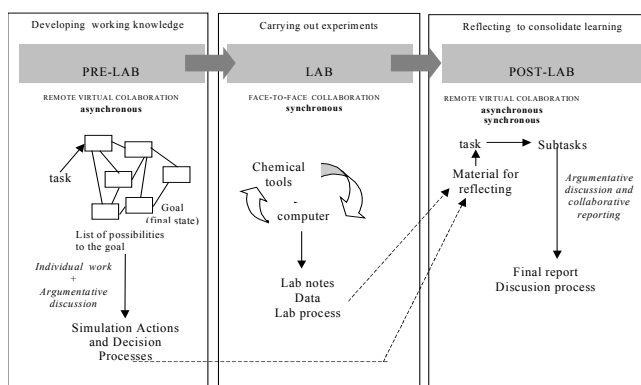 Developing working knowledge
PRE-LAB
REMOTE VIRTUAL COLABORATION
asynchronous
task
Goal
(final state)
List of possibilities
to the goal
Individual work
+
Argumentative
discussion
Simulation Actions
and Decision
Processes
Carrying out experiments
LAB
FACE-TO-FACE COLLABORATION
synchronous
Chemical
tools
-
computer
Lab notes
Data
Lab process
Reflecting to consolidate learning
POST-LAB
REMOTE VIRTUAL COLABORATION
asynchronous
synchronous
task
Subtasks
Material for
reflecting
Argumentative
discussion and
collaborative
reporting
Final report
Discusion process